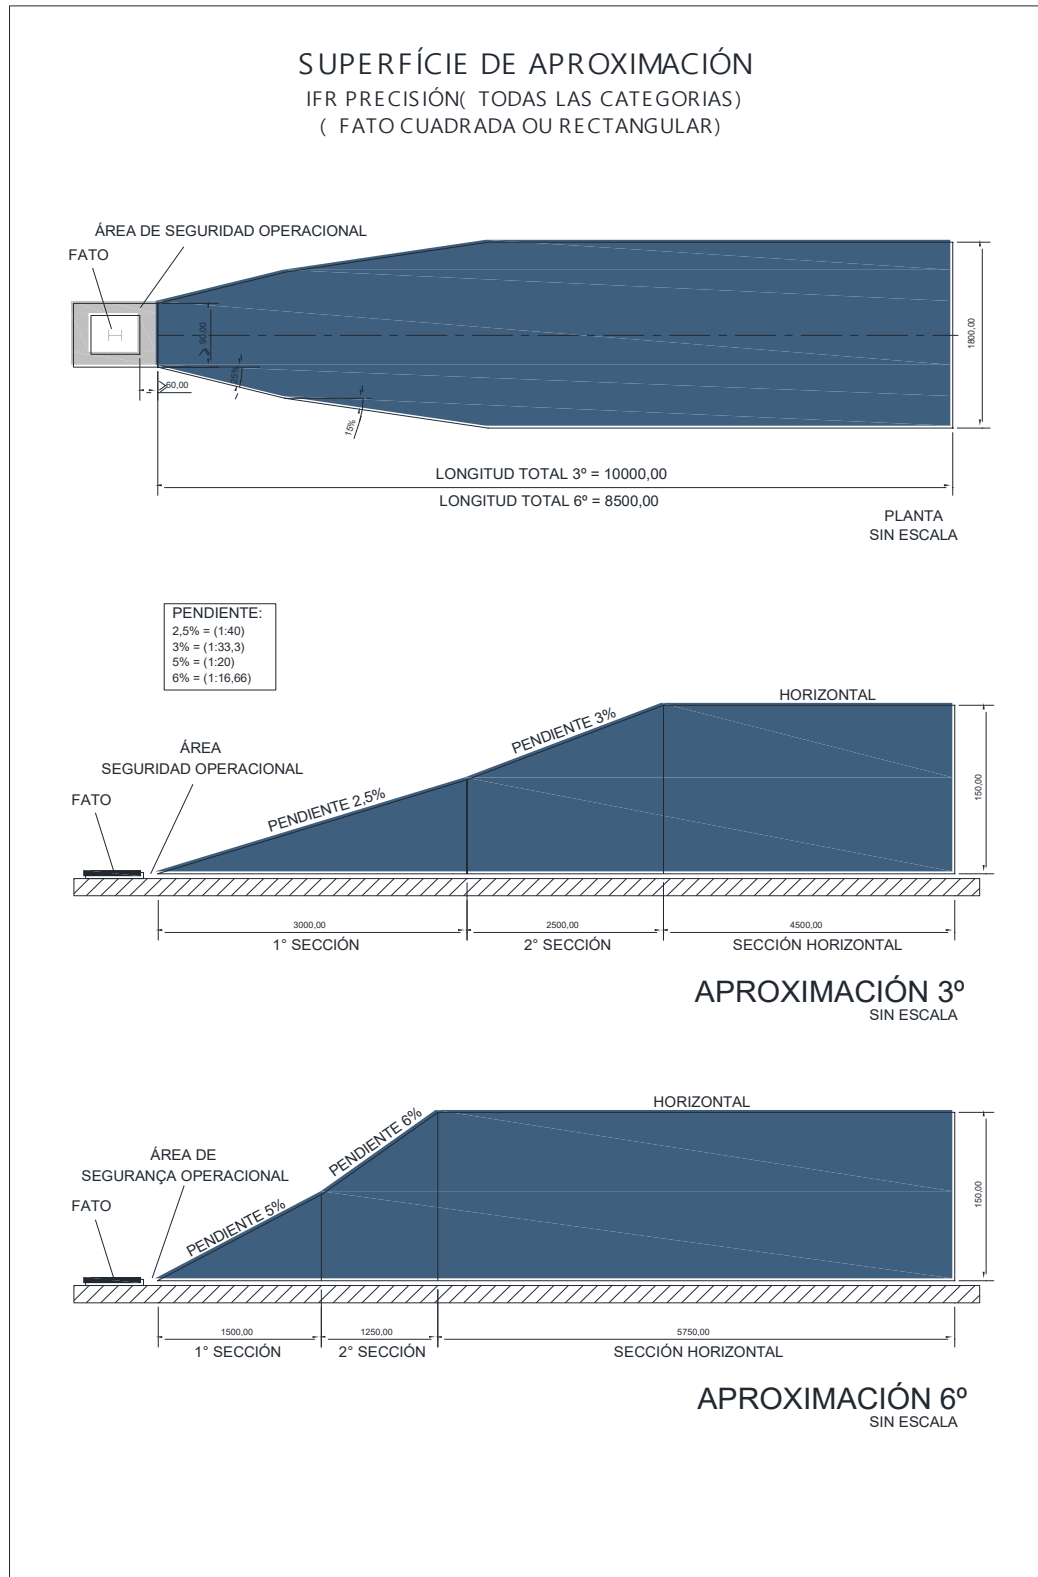 SUPERFÍCIE DE APROXIMACIÓN
IFR PRECISIÓN( TODAS LAS CATEGORIAS)
( FATO CUADRADA OU RECTANGULAR)
ÁREA DE SEGURIDAD OPERACIONAL
FATO
H
≥ 90,00
25%
≥60,00
15%
1800,00
LONGITUD TOTAL 3º = 10000,00
LONGITUD TOTAL 6º = 8500,00
PLANTA
SIN ESCALA
PENDIENTE:
2,5% = (1:40)
3% = (1:33,3)
5% = (1:20)
6% = (1:16,66)
HORIZONTAL
PENDIENTE 3%
ÁREA
SEGURIDAD OPERACIONAL
PENDIENTE 2,5%
FATO
150,00
3000,00
2500,00
4500,00
1° SECCIÓN
2° SECCIÓN
SECCIÓN HORIZONTAL
APROXIMACIÓN 3º
SIN ESCALA
HORIZONTAL
PENDIENTE 6%
ÁREA DE
SEGURANÇA OPERACIONAL
PENDIENTE 5%
FATO
150,00
1500,00
1250,00
5750,00
1° SECCIÓN
2° SECCIÓN
SECCIÓN HORIZONTAL
APROXIMACIÓN 6º
SIN ESCALA